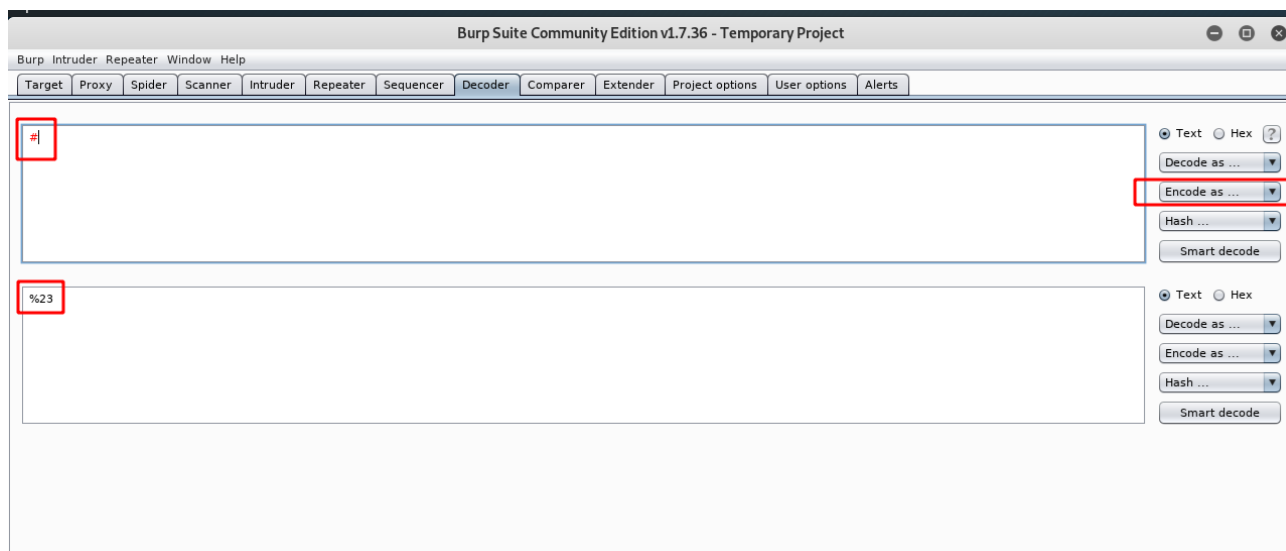 Burp Suite Community Edition v1.7.36 - Temporary Project
Burp Intruder Repeater Window Help
Target Proxy Spider Scanner Intruder Repeater Sequencer Decoder Comparer Extender Project options User options Alerts
#
Text Hex ?
Decode as ...
Encode as ...
Hash ...
Smart decode
%23
Text Hex
Decode as ...
Encode as ...
Hash ...
Smart decode